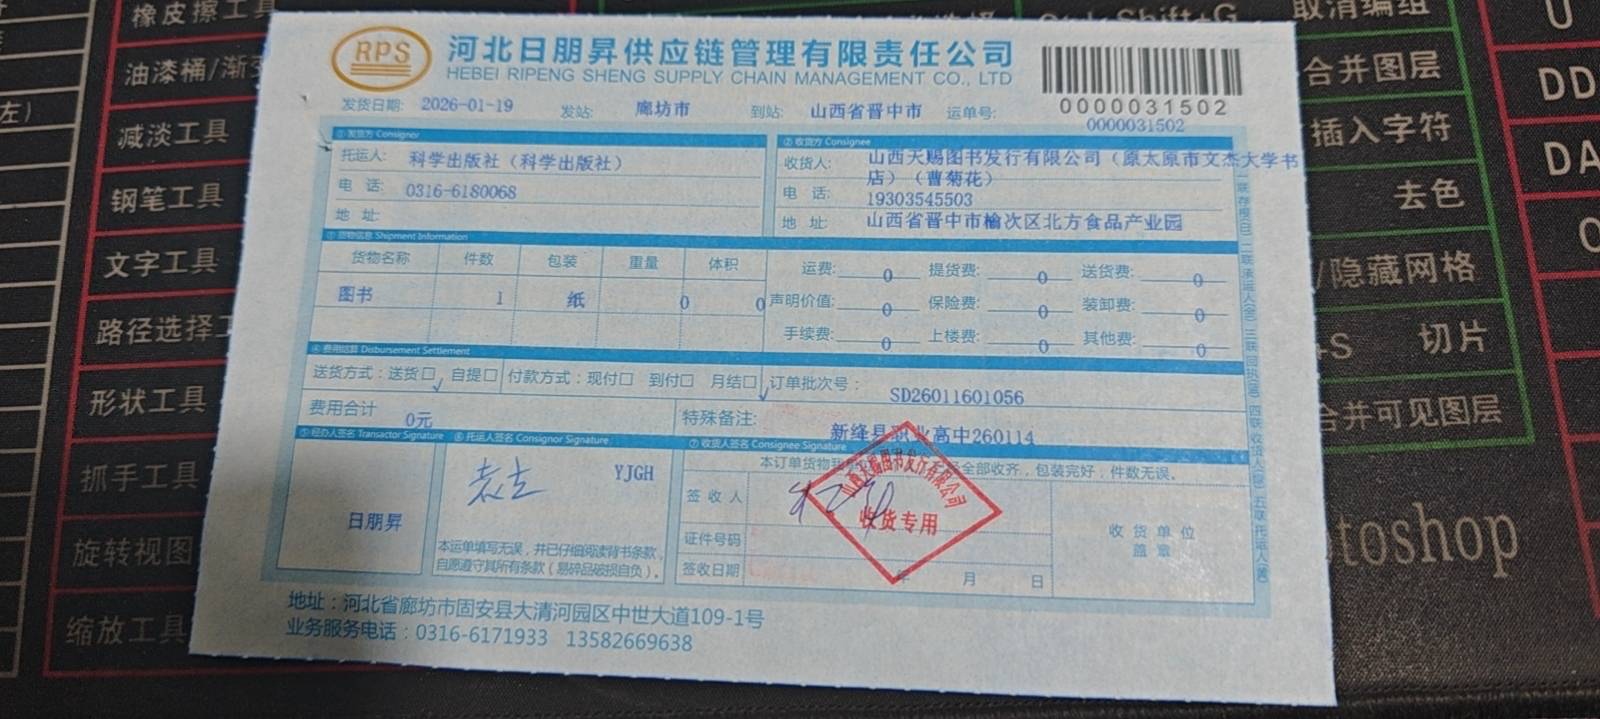 橡皮擦工具
油漆桶/渐变
左）
减淡工具
钢笔工具
文字工具
路径选择工
形状工具
抓手工具
旋转视图
缩放工具
RPS
河北日朋昇供应链管理有限责任公司
HEBEI RIPENG SHENG SUPPLY CHAIN MANAGEMENT CO., LTD
0000031502
发货日期: 2026-01-19 发站: 廊坊市 到站: 山西省晋中市 运单号: 0000031502
①发货方 Consignor
托运人: 科学出版社（科学出版社）
电 话: 0316-6180068
地 址:
②收货方 Consignee
收货人: 山西天赐图书发行有限公司（原太原市文杰大学书
店）（曹菊花）
电 话: 19303545503
地 址: 山西省晋中市榆次区北方食品产业园
③货物信息 Shipment Information
货物名称 件数 包装 重量 体积
图书 1 纸 0 0
运费: 0 提货费: 0 送货费: 0
声明价值: 0 保险费: 0 装卸费: 0
手续费: 0 上楼费: 0 其他费: 0
④费用结算 Disbursement Settlement
送货方式：送货□√ 自提□ 付款方式：现付□ 到付□ 月结□√ 订单批次号： SD26011601056
费用合计 0元
特殊备注: 新绛县职业高中260114
⑤经办人签名 Transactor Signature
日朋昇
⑥托运人签名 Consignor Signature
YJGH
本运单填写无误，并已仔细阅读背书条款，
自愿遵守其所有条款（易碎品破损自负）。
⑦收货人签名 Consignee Signature
本订单货物 全部收齐，包装完好，件数无误。
签收人
证件号码
签收日期 年 月 日
收货单位
盖章
山西天赐图书发行有限公司
收货专用
地址：河北省廊坊市固安县大清河园区中世大道109-1号
业务服务电话：0316-6171933 13582669638
Shift+G 取消编组
合并图层
插入字符
去色
/隐藏网格
+S 切片
合并可见图层
otoshop
U
DD
DA